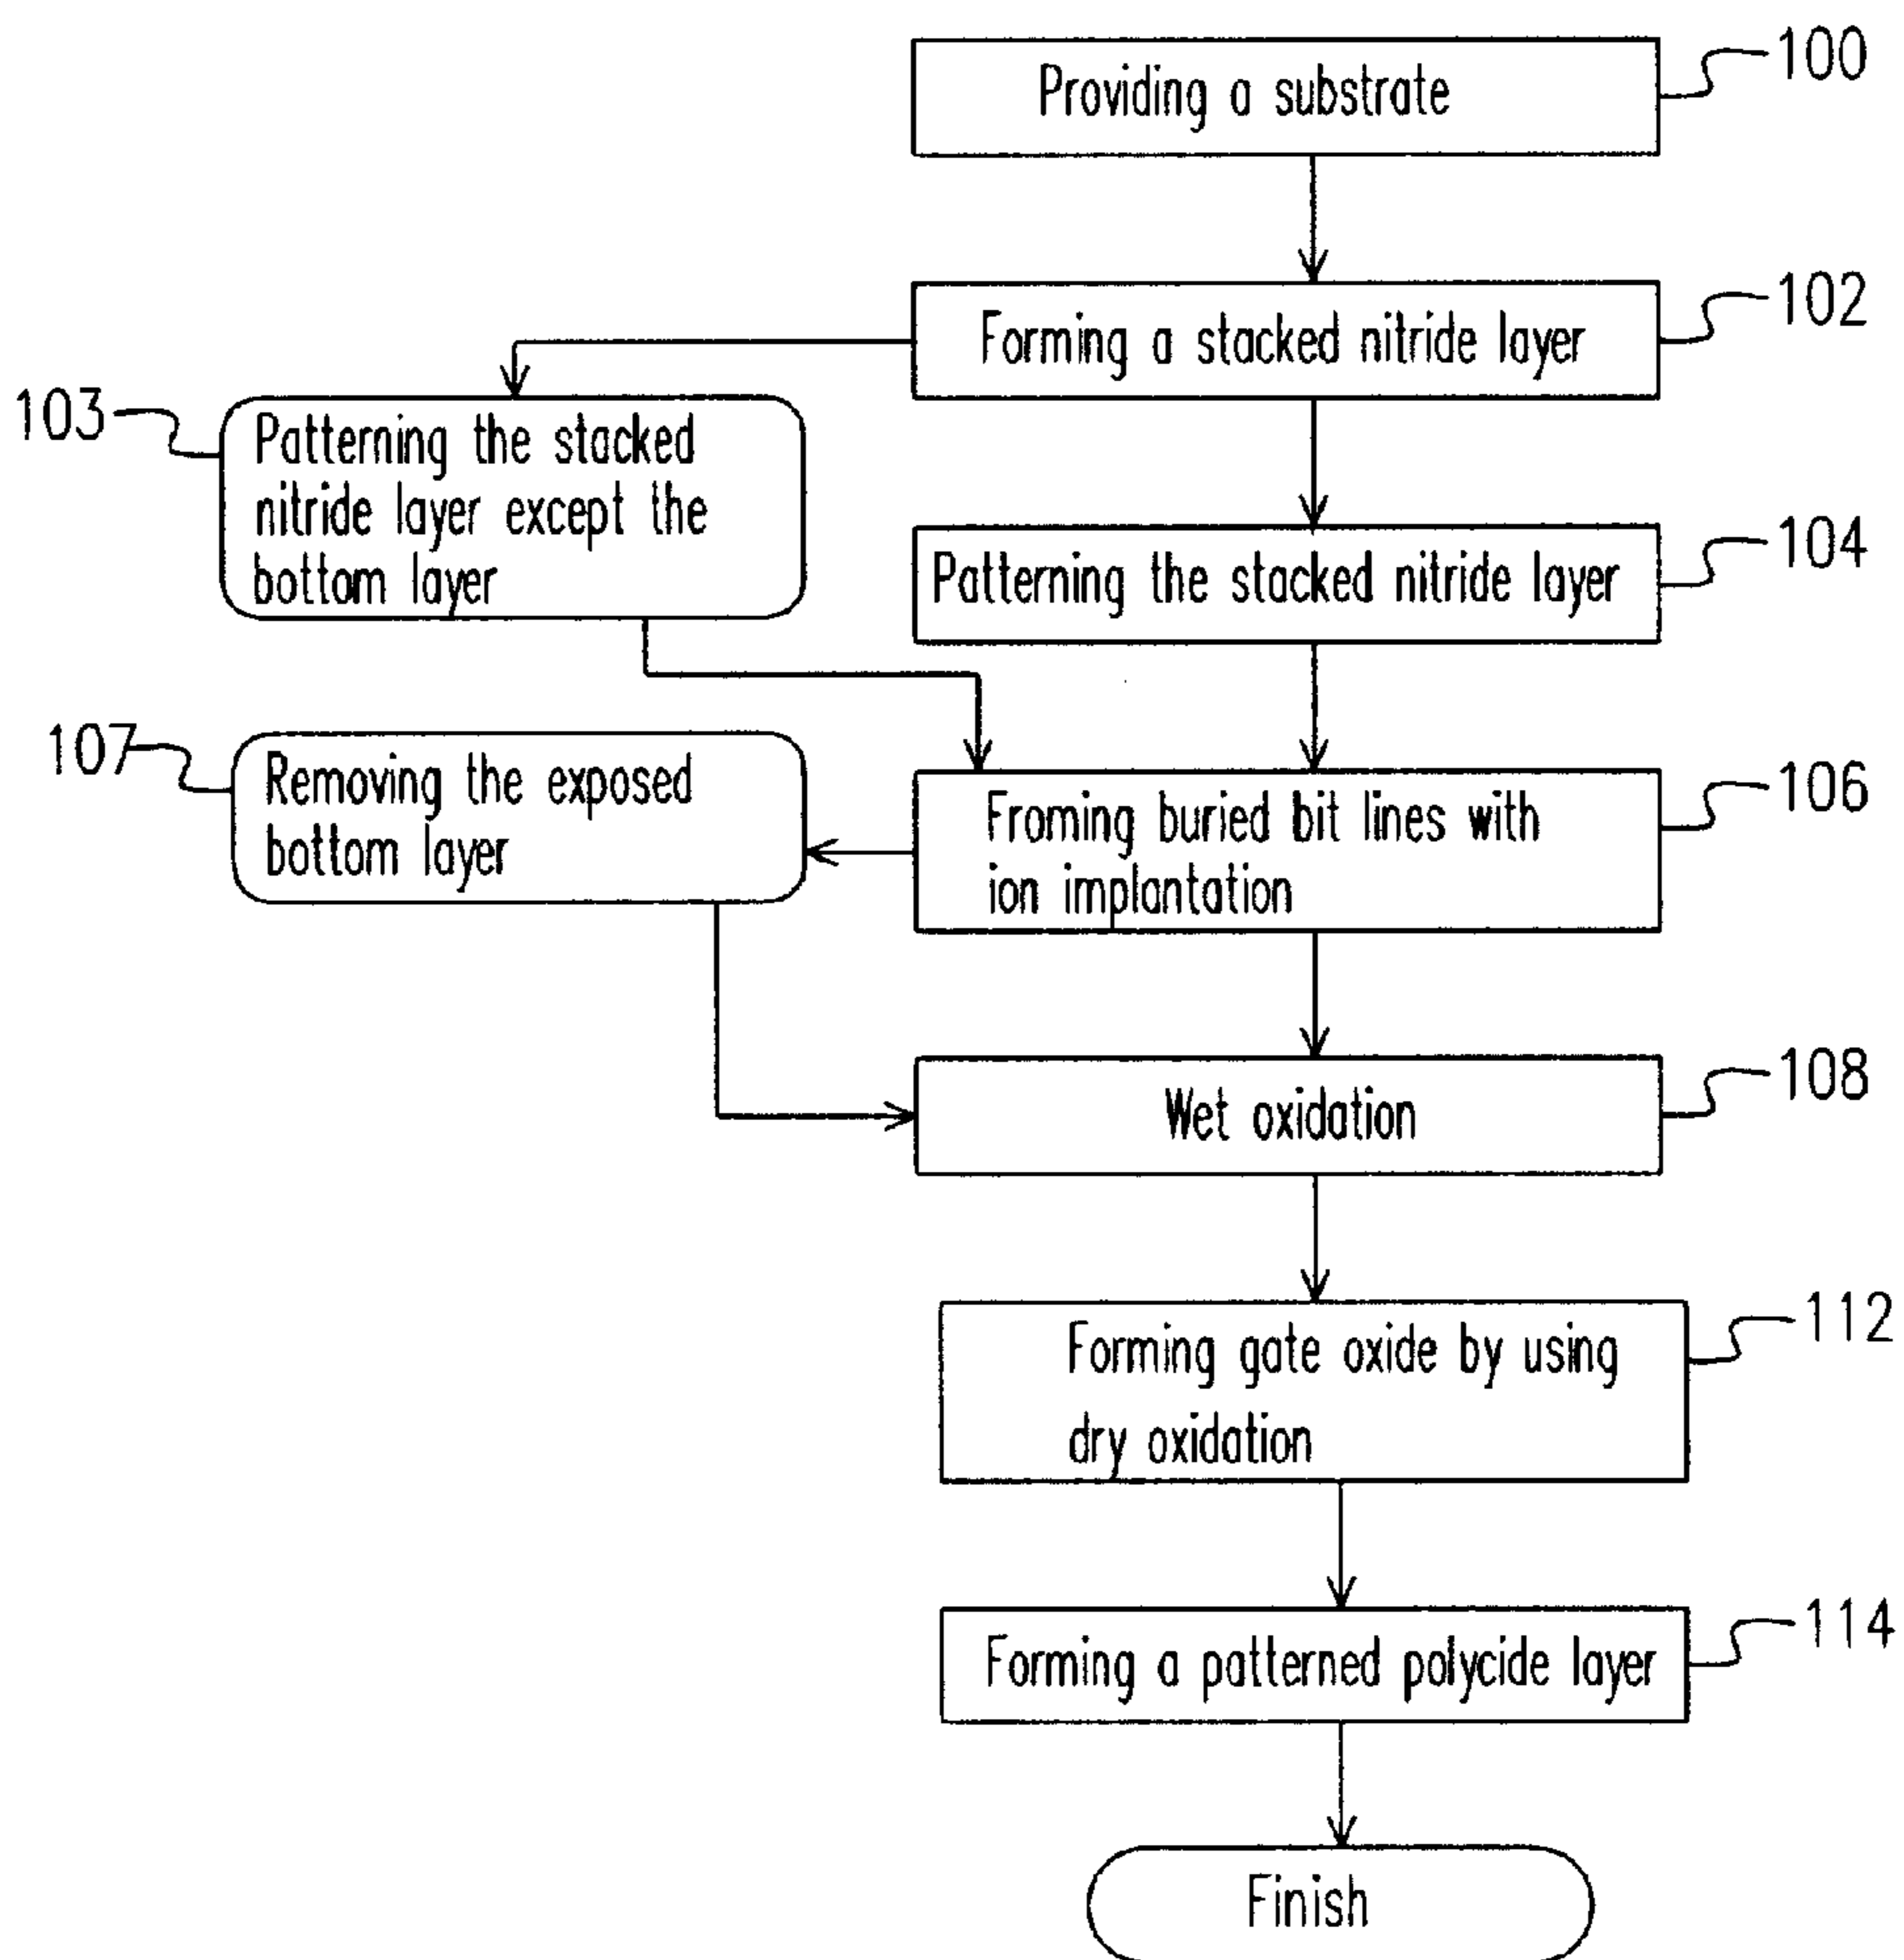 Providing a substrate
100
Forming a stacked nitride layer
102
103
Patterning the stacked
nitride layer except the
bottom layer
Patterning the stacked nitride layer
104
107
Removing the exposed
bottom layer
Froming buried bit lines with
ion implantation
106
Wet oxidation
108
Forming gate oxide by using
dry oxidation
112
Forming a patterned polycide layer
114
Finish